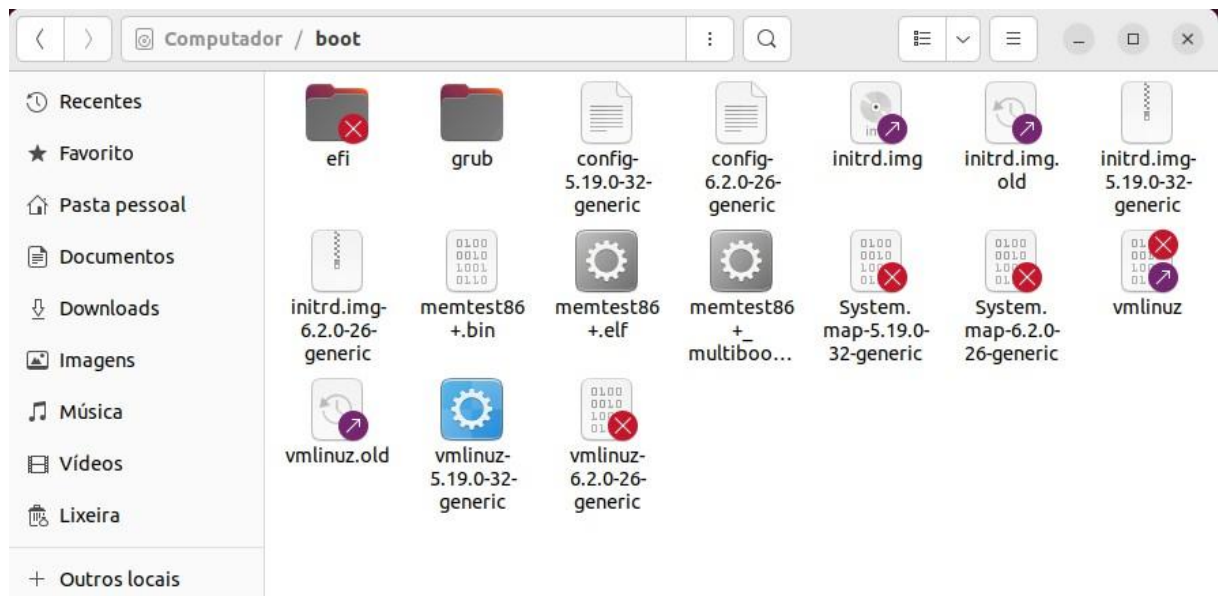 Computador / boot
Recentes
Favorito
Pasta pessoal
Documentos
Downloads
Imagens
Música
Vídeos
Lixeira
+ Outros locais
efi
grub
config-
5.19.0-32-
generic
config-
6.2.0-26-
generic
initrd.img
initrd.img.
old
initrd.img-
5.19.0-32-
generic
initrd.img-
6.2.0-26-
generic
memtest86
+.bin
memtest86
+.elf
memtest86
+_
multiboo...
System.
map-5.19.0-
32-generic
System.
map-6.2.0-
26-generic
vmlinuz
vmlinuz.old
vmlinuz-
5.19.0-32-
generic
vmlinuz-
6.2.0-26-
generic